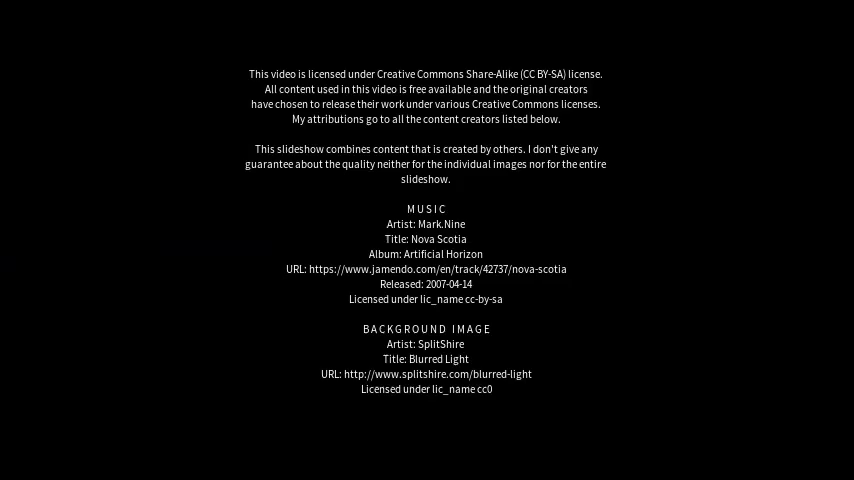 This video is licensed under Creative Commons Share-Alike (CC BY-SA) license.
All content used in this video is free available and the original creators
have chosen to release their work under various Creative Commons licenses.
My attributions go to all the content creators listed below.
This slideshow combines content that is created by others. I don't give any
guarantee about the quality neither for the individual images nor for the entire
slideshow.
MUSIC
Artist: Mark.Nine
Title: Nova Scotia
Album: Artificial Horizon
URL: https://www.jamendo.com/en/track/42737/nova-scotia
Released: 2007-04-14
Licensed under lic_name cc-by-sa
BACKGROUND IMAGE
Artist: SplitShire
Title: Blurred Light
URL: http://www.splitshire.com/blurred-light
Licensed under lic_name cc0